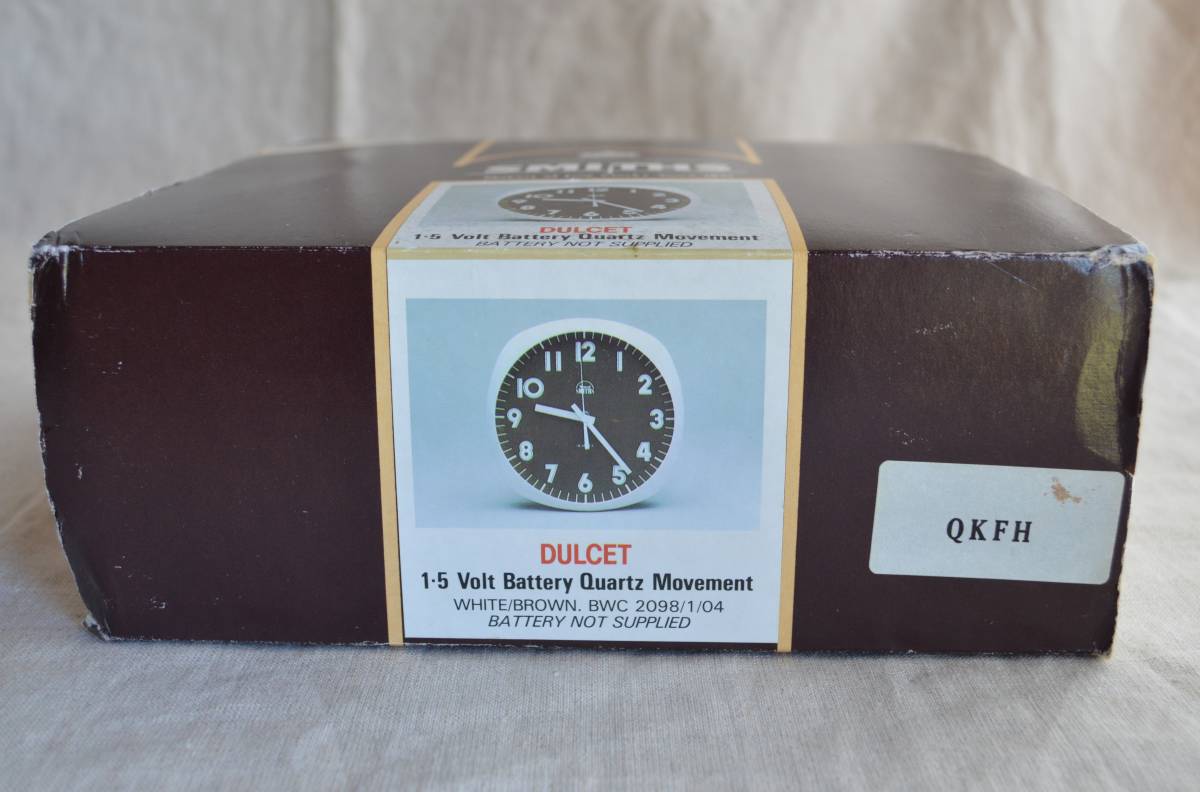 SMITHS
DULCET
1·5 Volt Battery Quartz Movement
BATTERY NOT SUPPLIED
12
11 1
10 2
9 3
8 4
7 5
6
DULCET
1·5 Volt Battery Quartz Movement
WHITE/BROWN. BWC 2098/1/04
BATTERY NOT SUPPLIED
QKFH